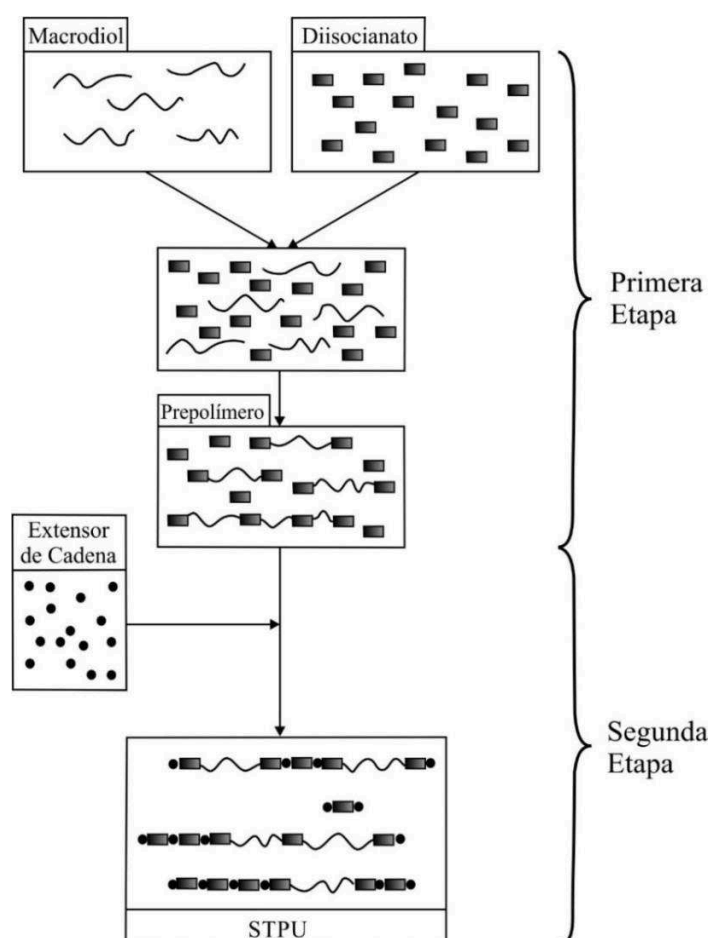 Macrodiol
Diisocianato
Primera
Etapa
Prepolímero
Extensor
de Cadena
Segunda
Etapa
STPU